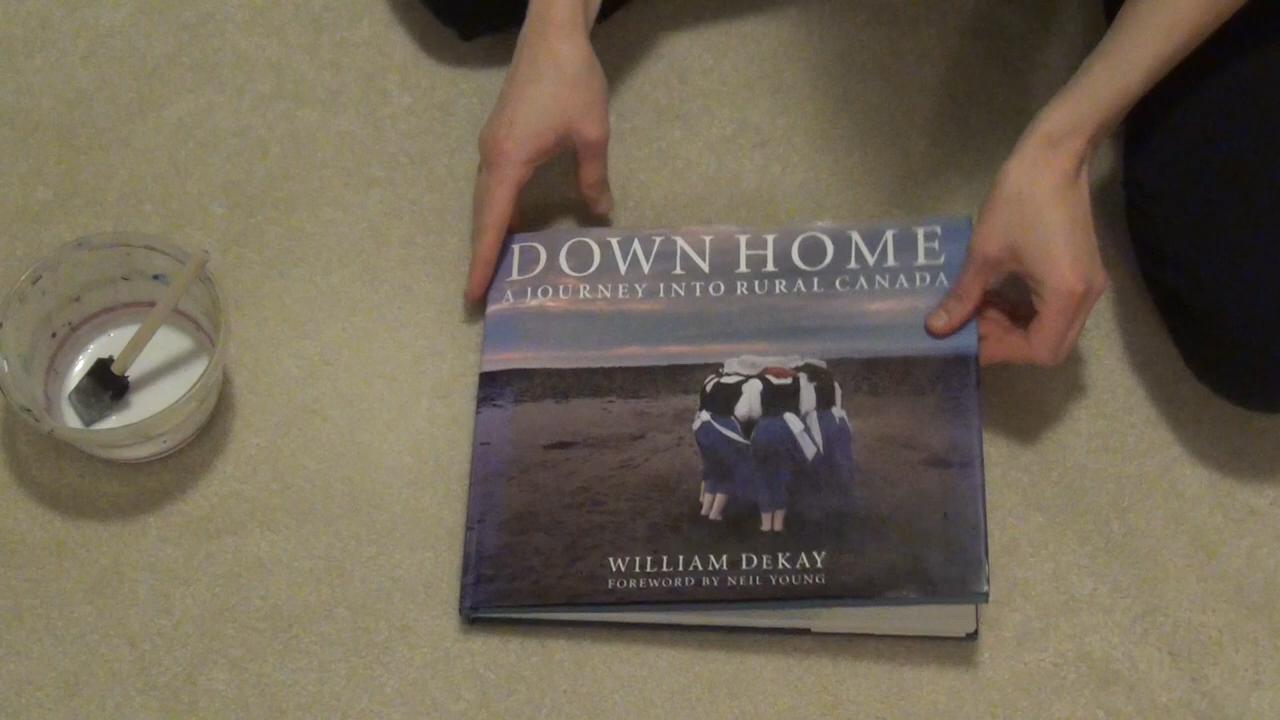 DOWN HOME
A JOURNEY INTO RURAL CANADA
WILLIAM DEKAY
FOREWORD BY NEIL YOUNG